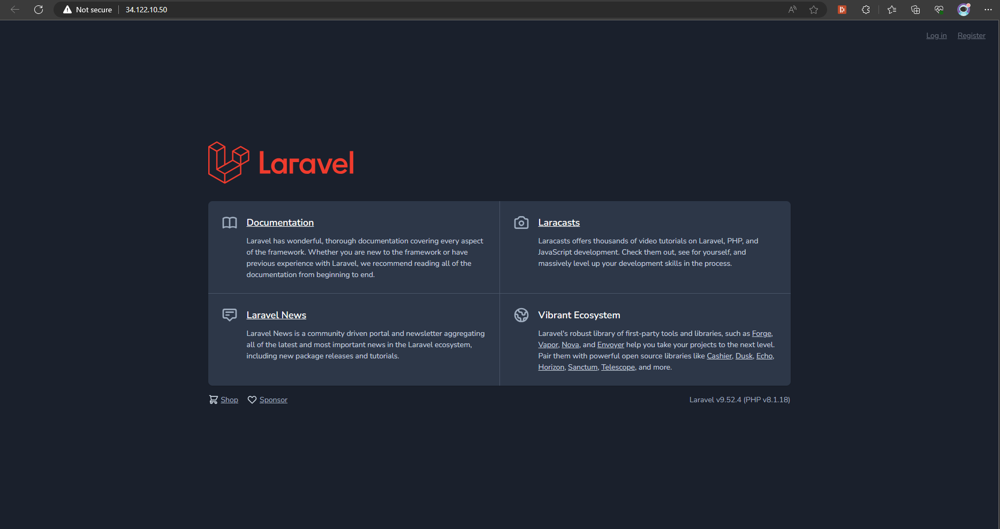 Not secure 34.122.10.50
Log in Register
Laravel
Documentation
Laravel has wonderful, thorough documentation covering every aspect
of the framework. Whether you are new to the framework or have
previous experience with Laravel, we recommend reading all of the
documentation from beginning to end.
Laracasts
Laracasts offers thousands of video tutorials on Laravel, PHP, and
JavaScript development. Check them out, see for yourself, and
massively level up your development skills in the process.
Laravel News
Laravel News is a community driven portal and newsletter aggregating
all of the latest and most important news in the Laravel ecosystem,
including new package releases and tutorials.
Vibrant Ecosystem
Laravel's robust library of first-party tools and libraries, such as Forge,
Vapor, Nova, and Envoyer help you take your projects to the next level.
Pair them with powerful open source libraries like Cashier, Dusk, Echo,
Horizon, Sanctum, Telescope, and more.
Shop Sponsor
Laravel v9.52.4 (PHP v8.1.18)